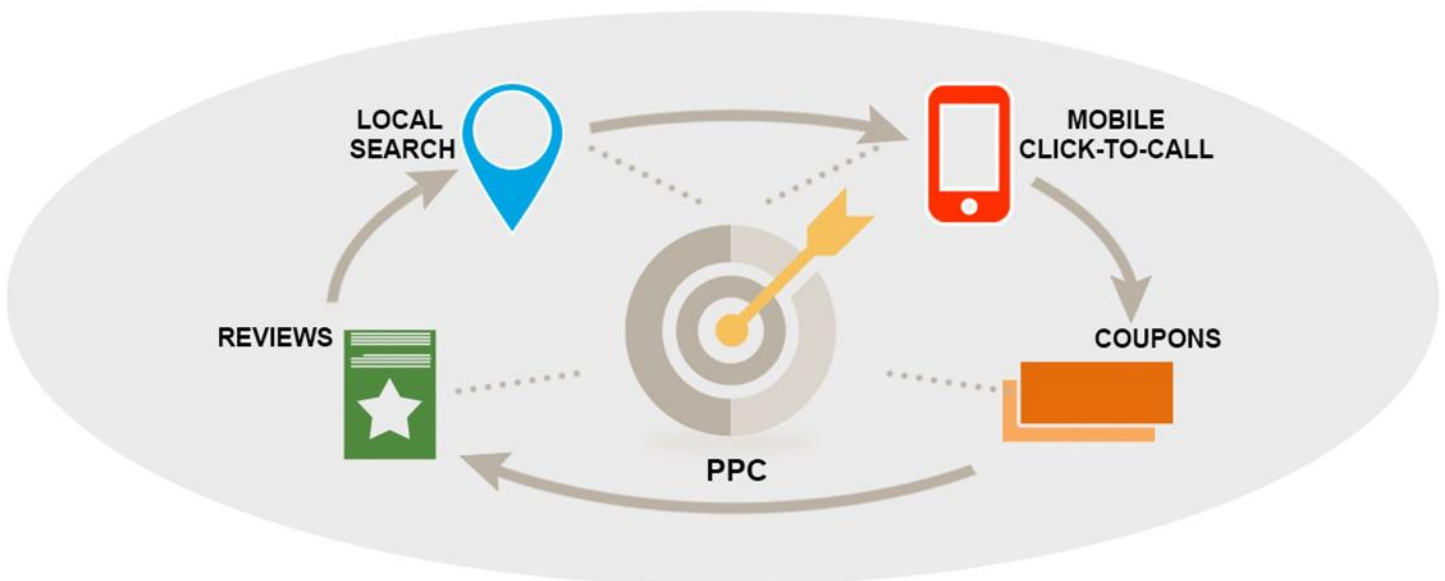 LOCAL
SEARCH
MOBILE
CLICK-TO-CALL
REVIEWS
COUPONS
PPC